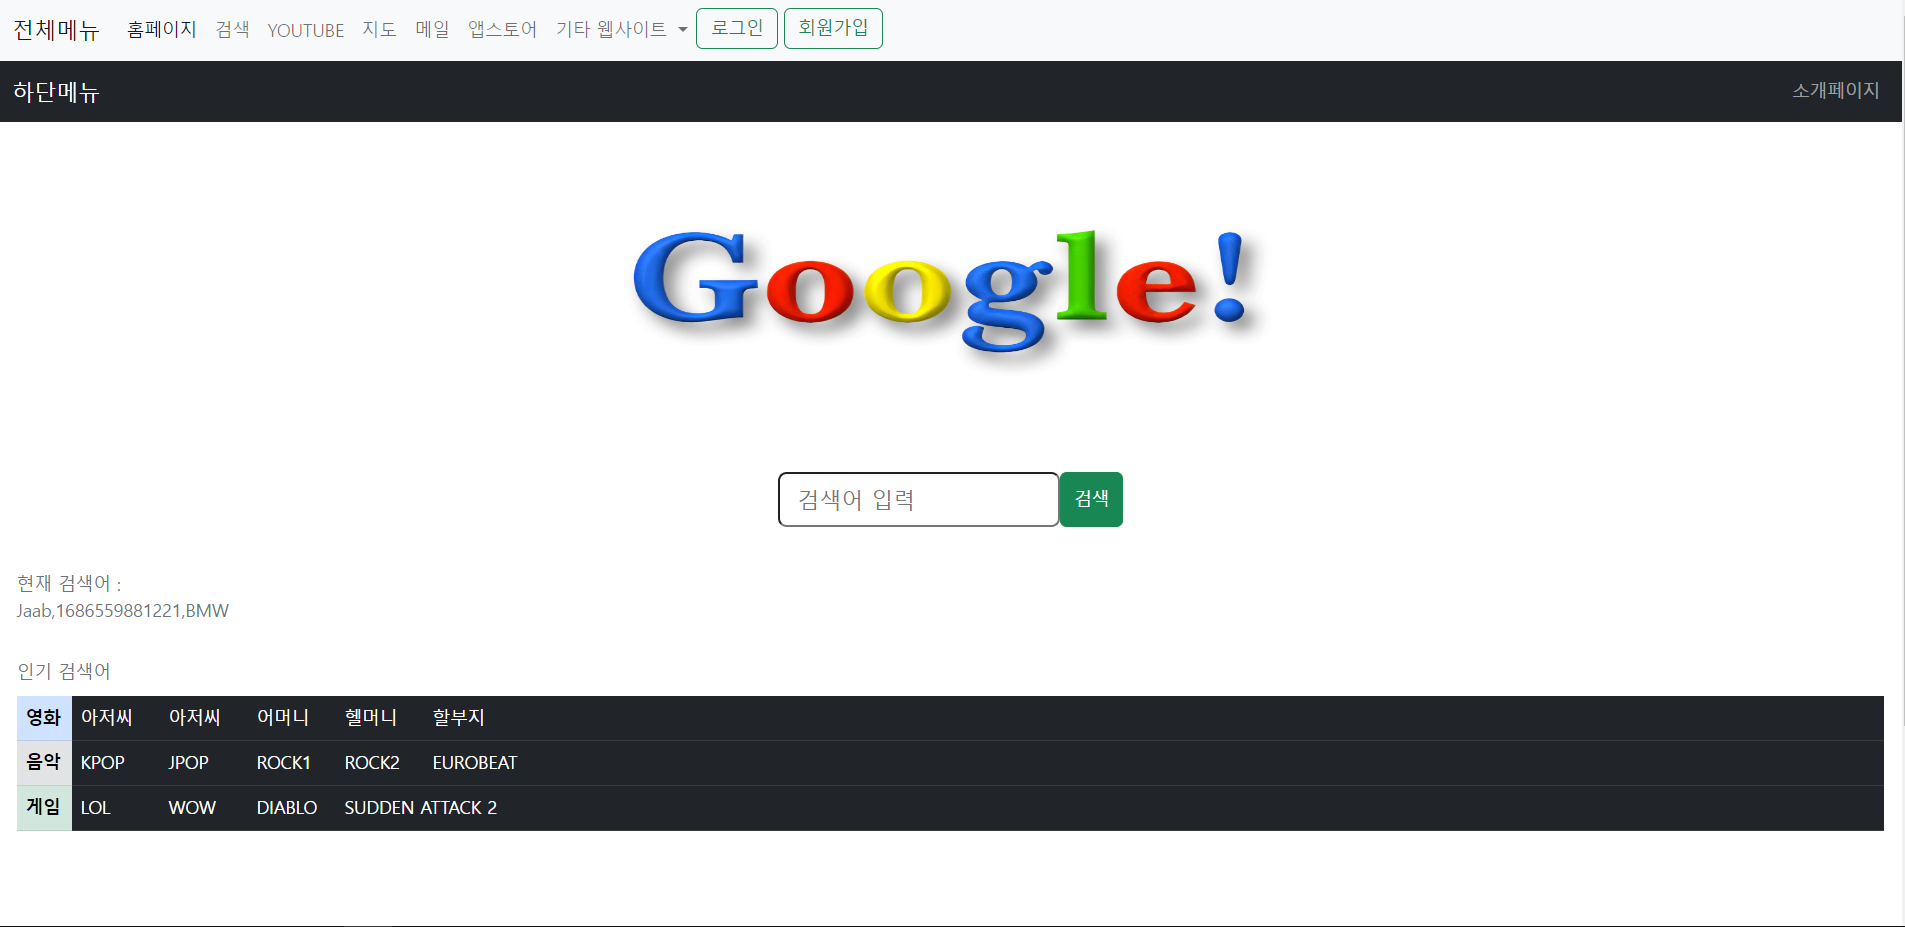 전체메뉴 홈페이지 검색 YOUTUBE 지도 메일 앱스토어 기타 웹사이트 로그인 회원가입
하단메뉴 소개페이지
Google!
검색어 입력 검색
현재 검색어 :
Jaab,1686559881221,BMW
인기 검색어
영화 아저씨 아저씨 어머니 헬머니 할부지
음악 KPOP JPOP ROCK1 ROCK2 EUROBEAT
게임 LOL WOW DIABLO SUDDEN ATTACK 2